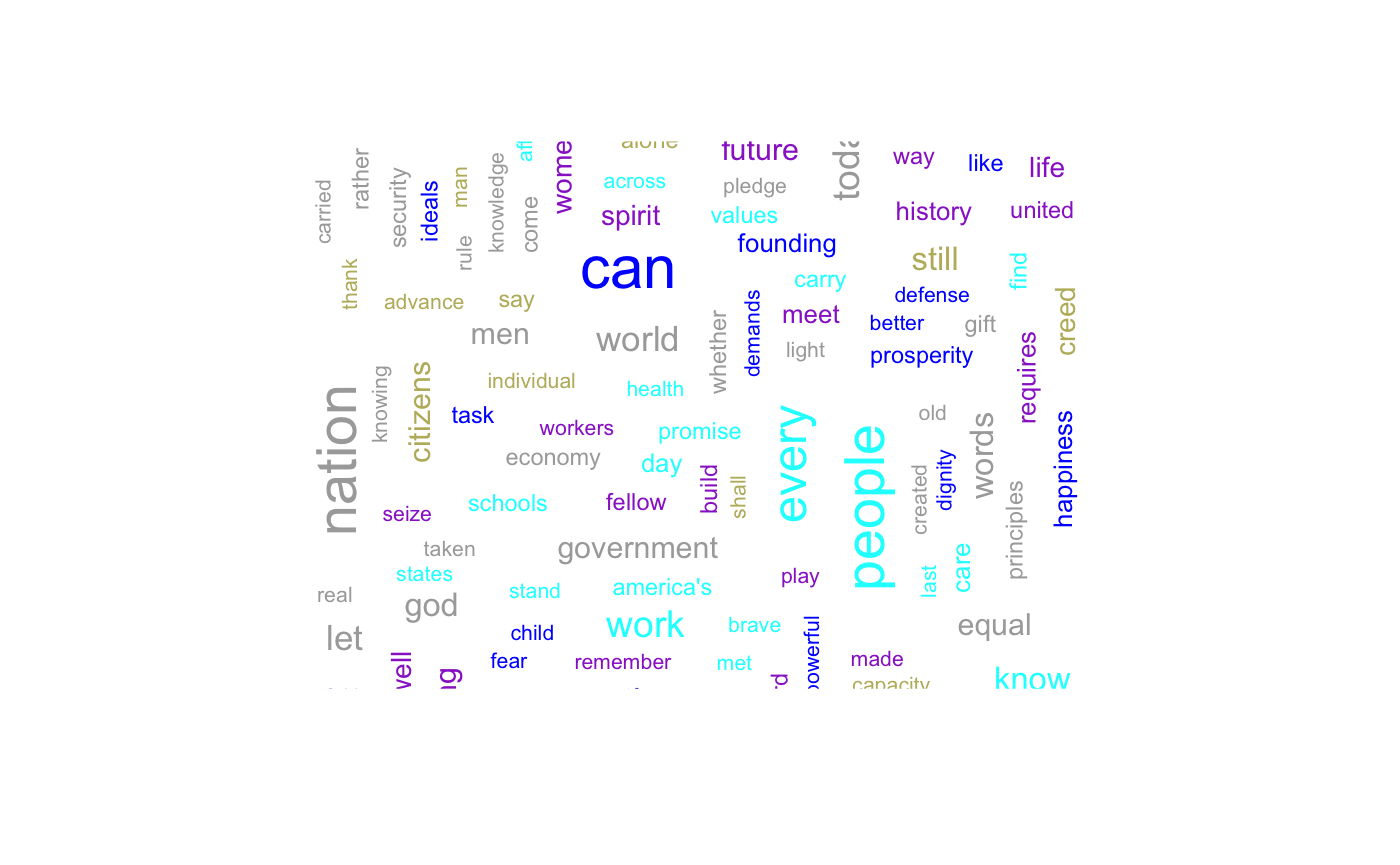 alone
future
toda
way
like
life
carried
rather
security
ideals
man
rule
knowledge
come
afl
wome
across
pledge
spirit
values
history
united
founding
can
still
carry
find
thank
advance
say
defense
creed
meet
better
gift
men
world
whether
demands
light
prosperity
requires
nation
knowing
citizens
individual
health
task
workers
promise
every
people
old
words
happiness
economy
day
build
shall
created
dignity
principles
seize
schools
fellow
taken
government
states
stand
america's
play
last
care
real
god
let
child
work
brave
powerful
equal
fear
remember
met
made
well
ng
rd
capacity
know